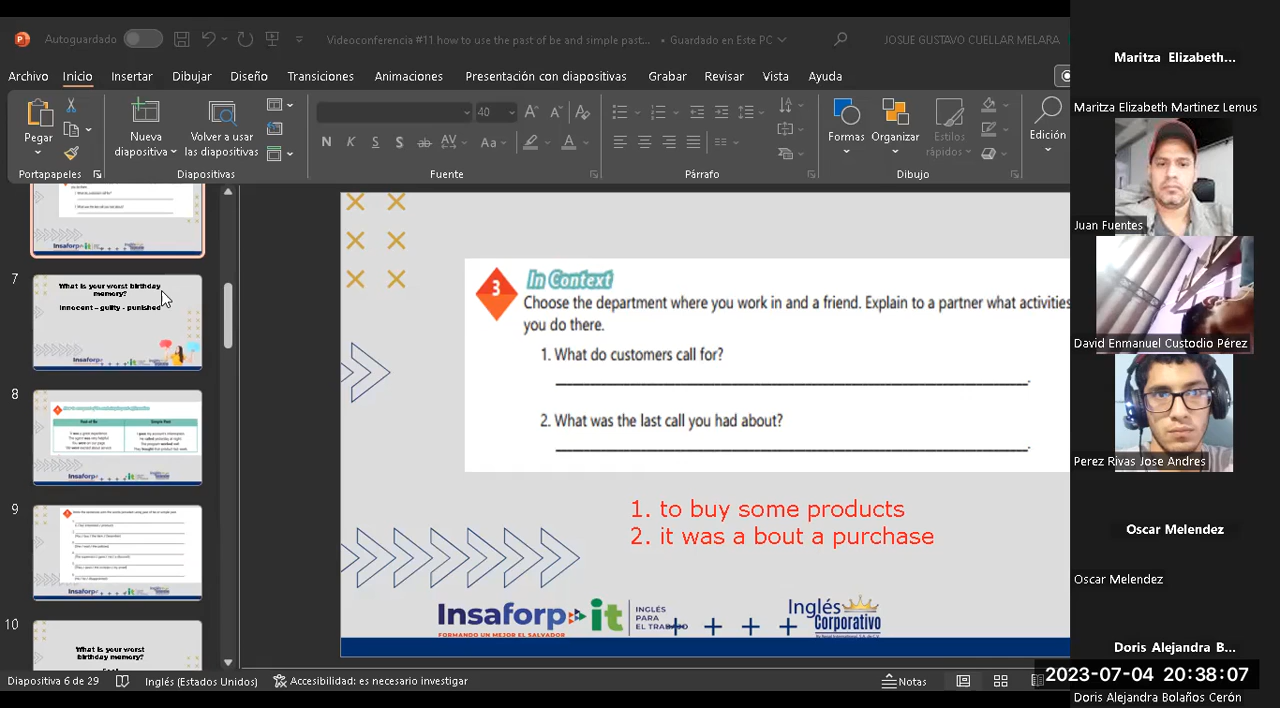 Autoguardado
Videoconferencia #11 how to use the past of be and simple past... • Guardado en Este PC
JOSUE GUSTAVO CUELLAR MELARA
Archivo Inicio Insertar Dibujar Diseño Transiciones Animaciones Presentación con diapositivas Grabar Revisar Vista Ayuda
Pegar
Nueva diapositiva
Volver a usar las diapositivas
40
N K S S ab AV Aa A
Formas
Organizar
Estilos rápidos
Edición
Portapapeles
Diapositivas
Fuente
Párrafo
Dibujo
7
What is your worst birthday
memory?
Innocent - guilty - punished
8
Past of Be
Simple Past
9
10
What is your worst
birthday memory?
3
In Context
Choose the department where you work in and a friend. Explain to a partner what activities
you do there.
1. What do customers call for?
2. What was the last call you had about?
1. to buy some products
2. it was a bout a purchase
Insaforp it
INGLÉS
PARA
EL TRABAJO
FORMANDO UN MEJOR EL SALVADOR
Inglés
Corporativo
Diapositiva 6 de 29
Inglés (Estados Unidos)
Accesibilidad: es necesario investigar
Notas
Maritza Elizabeth...
Maritza Elizabeth Martinez Lemus
Juan Fuentes
David Enmanuel Custodio Pérez
Perez Rivas Jose Andres
Oscar Melendez
Oscar Melendez
Doris Alejandra B...
2023-07-04 20:38:07
Doris Alejandra Bolaños Cerón